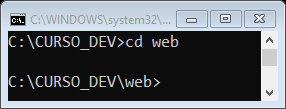 C:\WINDOWS\system32\
C:\CURSO_DEV>cd web
C:\CURSO_DEV\web>